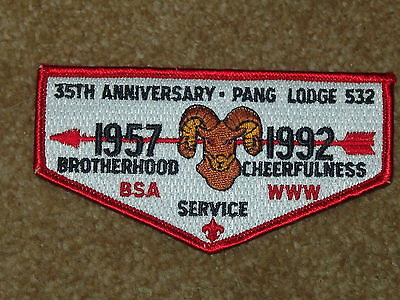 35TH ANNIVERSARY · PANG LODGE 532
1957 1992
BROTHERHOOD CHEERFULNESS
BSA WWW
SERVICE